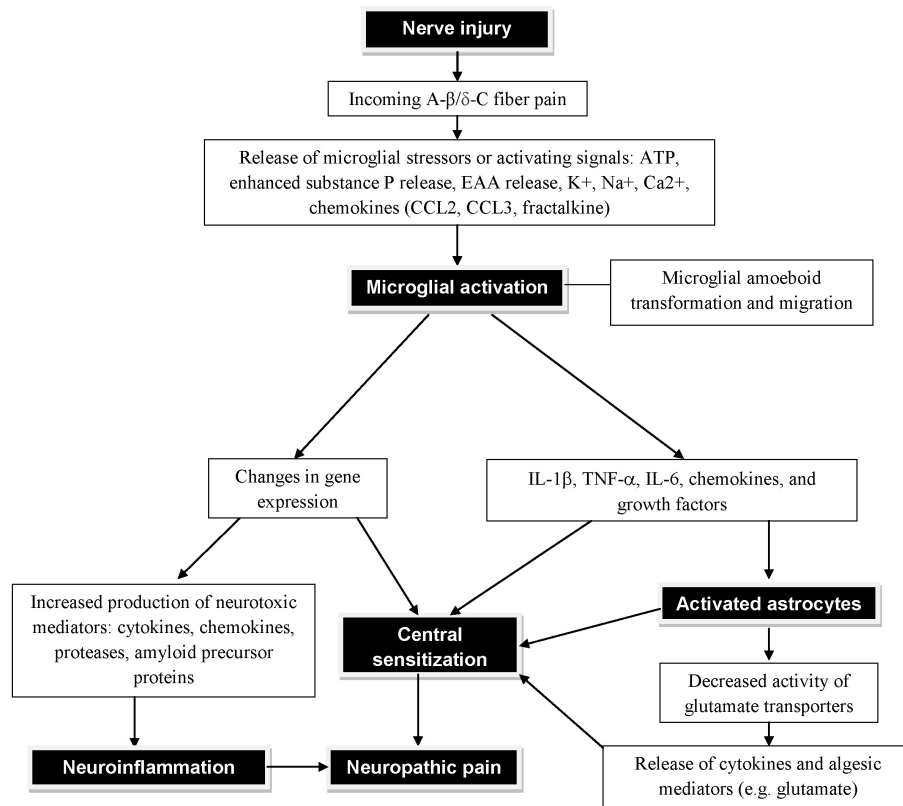 Nerve injury
Incoming A-β/δ-C fiber pain
Release of microglial stressors or activating signals: ATP,
enhanced substance P release, EAA release, K+, Na+, Ca2+,
chemokines (CCL2, CCL3, fractalkine)
Microglial activation
Microglial amoeboid
transformation and migration
Changes in gene
expression
IL-1β, TNF-α, IL-6, chemokines, and
growth factors
Increased production of neurotoxic
mediators: cytokines, chemokines,
proteases, amyloid precursor
proteins
Central
sensitization
Activated astrocytes
Decreased activity of
glutamate transporters
Neuroinflammation
Neuropathic pain
Release of cytokines and algesic
mediators (e.g. glutamate)